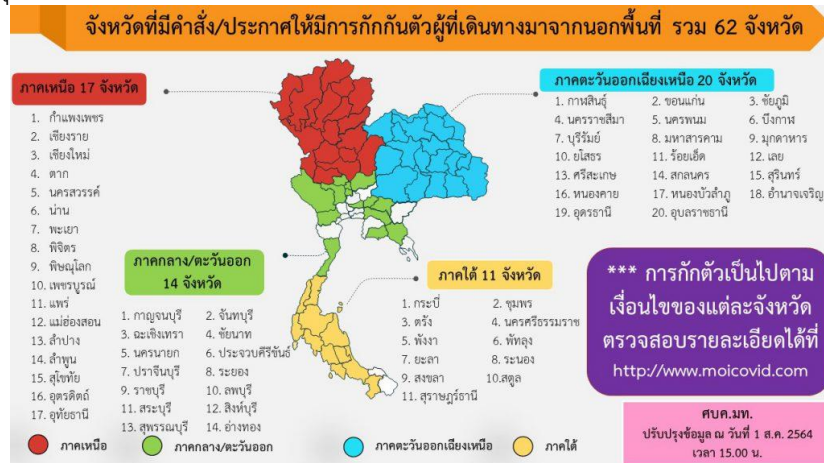 จังหวัดที่มีคำสั่ง/ประกาศให้มีการกักกันตัวผู้ที่เดินทางมาจากนอกพื้นที่ รวม 62 จังหวัด
ภาคเหนือ 17 จังหวัด
1. กำแพงเพชร
2. เชียงราย
3. เชียงใหม่
4. ตาก
5. นครสวรรค์
6. น่าน
7. พะเยา
8. พิจิตร
9. พิษณุโลก
10. เพชรบูรณ์
11. แพร่
12. แม่ฮ่องสอน
13. ลำปาง
14. ลำพูน
15. สุโขทัย
16. อุตรดิตถ์
17. อุทัยธานี
ภาคตะวันออกเฉียงเหนือ 20 จังหวัด
1. กาฬสินธุ์ 2. ขอนแก่น 3. ชัยภูมิ
4. นครราชสีมา 5. นครพนม 6. บึงกาฬ
7. บุรีรัมย์ 8. มหาสารคาม 9. มุกดาหาร
10. ยโสธร 11. ร้อยเอ็ด 12. เลย
13. ศรีสะเกษ 14. สกลนคร 15. สุรินทร์
16. หนองคาย 17. หนองบัวลำภู 18. อำนาจเจริญ
19. อุดรธานี 20. อุบลราชธานี
ภาคกลาง/ตะวันออก
14 จังหวัด
1. กาญจนบุรี 2. จันทบุรี
3. ฉะเชิงเทรา 4. ชัยนาท
5. นครนายก 6. ประจวบคีรีขันธ์
7. ปราจีนบุรี 8. ระยอง
9. ราชบุรี 10. ลพบุรี
11. สระบุรี 12. สิงห์บุรี
13. สุพรรณบุรี 14. อ่างทอง
ภาคใต้ 11 จังหวัด
1. กระบี่ 2. ชุมพร
3. ตรัง 4. นครศรีธรรมราช
5. พังงา 6. พัทลุง
7. ยะลา 8. ระนอง
9. สงขลา 10.สตูล
11. สุราษฎร์ธานี
*** การกักตัวเป็นไปตาม
เงื่อนไขของแต่ละจังหวัด
ตรวจสอบรายละเอียดได้ที่
http://www.moicovid.com
ภาคเหนือ ภาคกลาง/ตะวันออก ภาคตะวันออกเฉียงเหนือ ภาคใต้
ศบค.มท.
ปรับปรุงข้อมูล ณ วันที่ 1 ส.ค. 2564
เวลา 15.00 น.